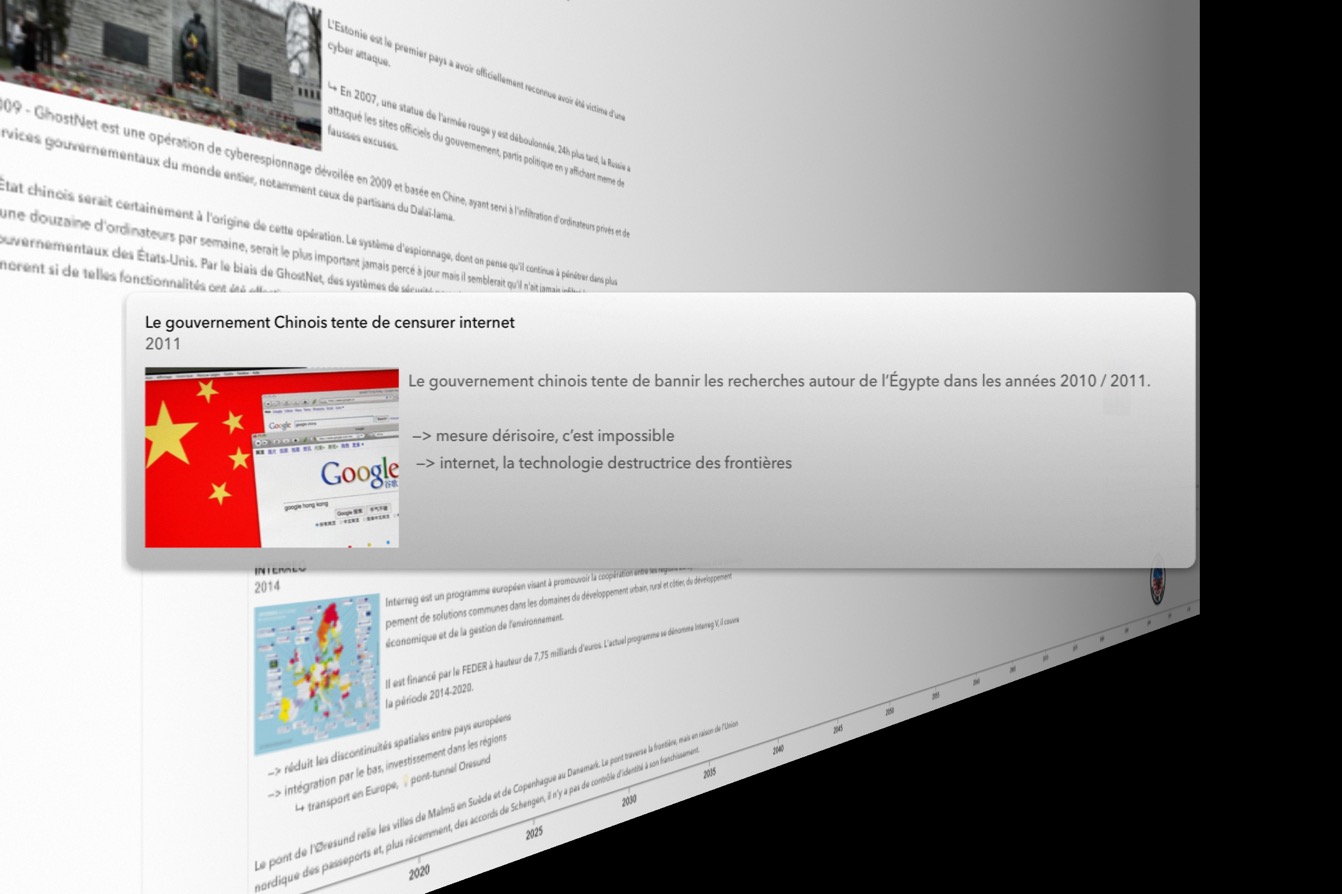 L'Estonie est le premier pays a avoir officiellement reconnue avoir été victime d'une
cyber attaque.
↳ En 2007, une statue de l'armée rouge y est déboulonnée, 24h plus tard, la Russie a
attaqué les sites officiels du gouvernement, partis politique en y affichant meme de
fausses excuses.
009 - GhostNet est une opération de cyberespionnage dévoilée en 2009 et basée en Chine, ayant servi à l'infiltration d'ordinateurs privés et de
rvices gouvernementaux du monde entier, notamment ceux de partisans du Dalaï-lama.
État chinois serait certainement à l'origine de cette opération. Le système d'espionnage, dont on pense qu'il continue à pénétrer dans plus
une douzaine d'ordinateurs par semaine, serait le plus important jamais percé à jour mais il semblerait qu'il n'ait jamais
ouvernementaux des États-Unis. Par le biais de GhostNet, des systèmes de
norent si de telles fonctionnalités ont été
Le gouvernement Chinois tente de censurer internet
2011
Le gouvernement chinois tente de bannir les recherches autour de l'Égypte dans les années 2010 / 2011.
–> mesure dérisoire, c'est impossible
–> internet, la technologie destructrice des frontières
Google
google hong kong
INTERREG
2014
Interreg est un programme européen visant à promouvoir la coopération entre les régions
pement de solutions communes dans les domaines du développement urbain, rural et côtier, du développement
économique et de la gestion de l'environnement.
Il est financé par le FEDER à hauteur de 7,75 milliards d'euros. L'actuel programme se dénomme Interreg V, il couvre
la période 2014-2020.
–> réduit les discontinuités spatiales entre pays européens
–> intégration par le bas, investissement dans les régions
↳ transport en Europe, pont-tunnel Oresund
Le pont de l'Øresund relie les villes de Malmö en Suède et de Copenhague au Danemark. Le pont traverse la frontière, mais en raison de l'Union
nordique des passeports et, plus récemment, des accords de Schengen, il n'y a pas de contrôle d'identité à son franchissement.
2020 2025 2030 2035 2040 2045 2050